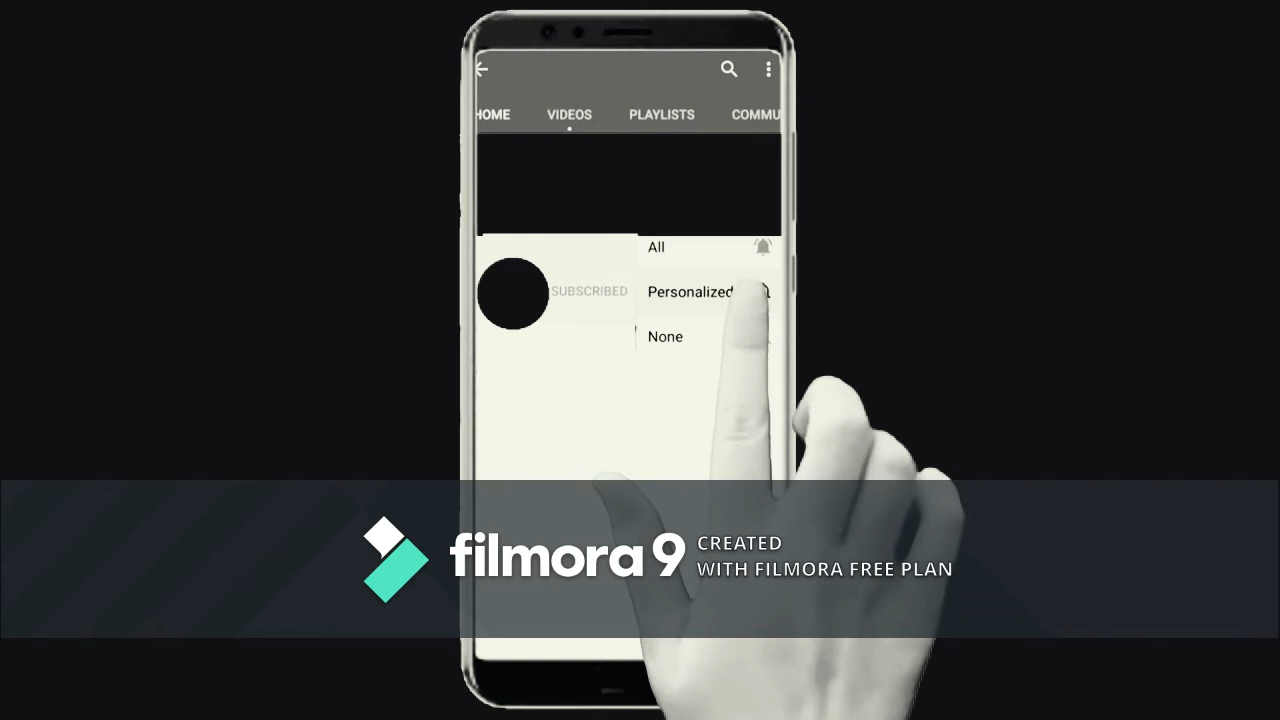 HOME VIDEOS PLAYLISTS COMMU
All
SUBSCRIBED Personalized
None
filmora9 CREATED
WITH FILMORA FREE PLAN